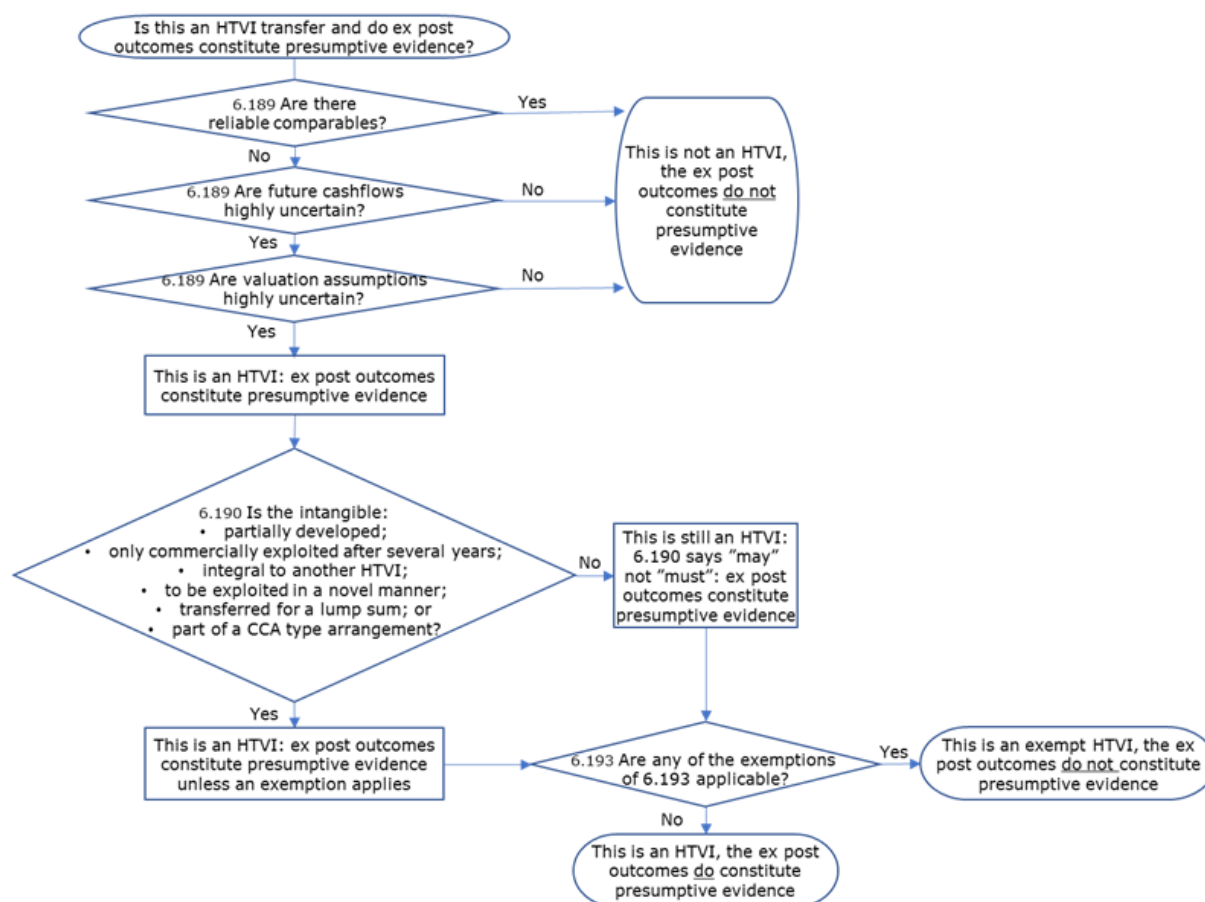 Is this an HTVI transfer and do ex post
outcomes constitute presumptive evidence?
6.189 Are there
reliable comparables?
Yes
No
This is not an HTVI,
the ex post
outcomes do not
constitute
presumptive
evidence
6.189 Are future cashflows
highly uncertain?
No
Yes
6.189 Are valuation assumptions
highly uncertain?
No
Yes
This is an HTVI: ex post outcomes
constitute presumptive evidence
6.190 Is the intangible:
• partially developed;
• only commercially exploited after several years;
• integral to another HTVI;
• to be exploited in a novel manner;
• transferred for a lump sum; or
• part of a CCA type arrangement?
No
This is still an HTVI:
6.190 says “may”
not “must”: ex post
outcomes constitute
presumptive evidence
Yes
This is an HTVI: ex post outcomes
constitute presumptive evidence
unless an exemption applies
6.193 Are any of the exemptions
of 6.193 applicable?
Yes
This is an exempt HTVI, the ex
post outcomes do not constitute
presumptive evidence
No
This is an HTVI, the ex post
outcomes do constitute
presumptive evidence